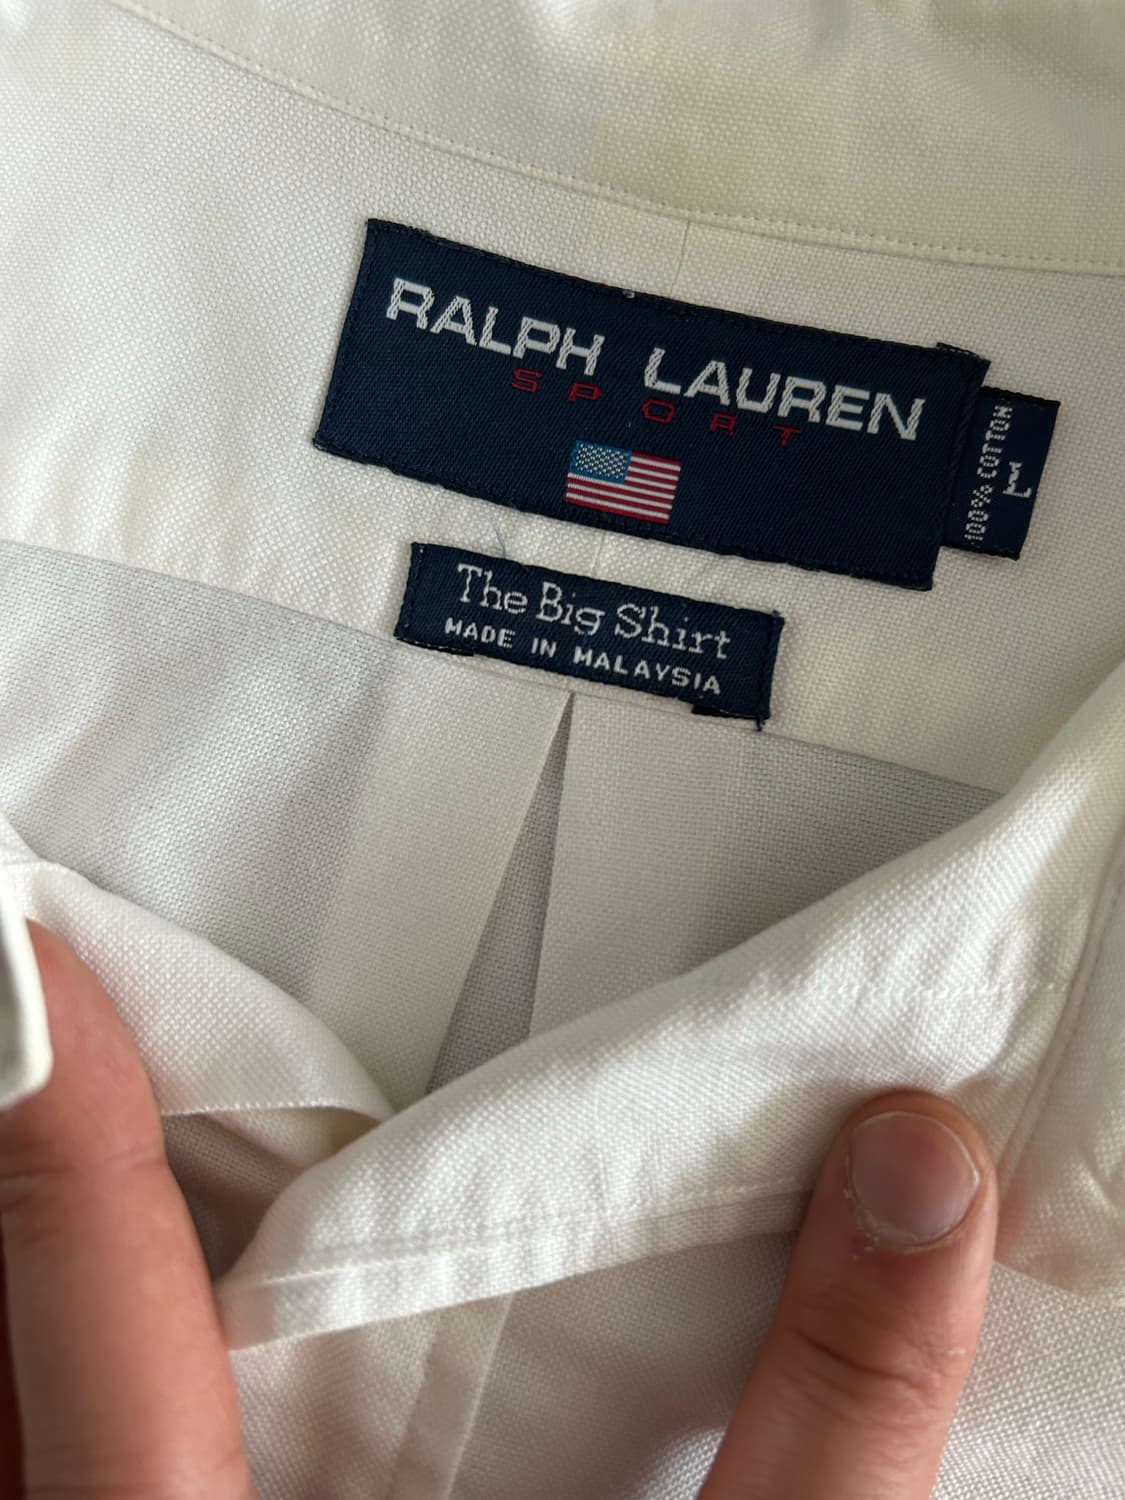 RALPH LAUREN
SPORT
100% COTTON
L
The Big Shirt
MADE IN MALAYSIA